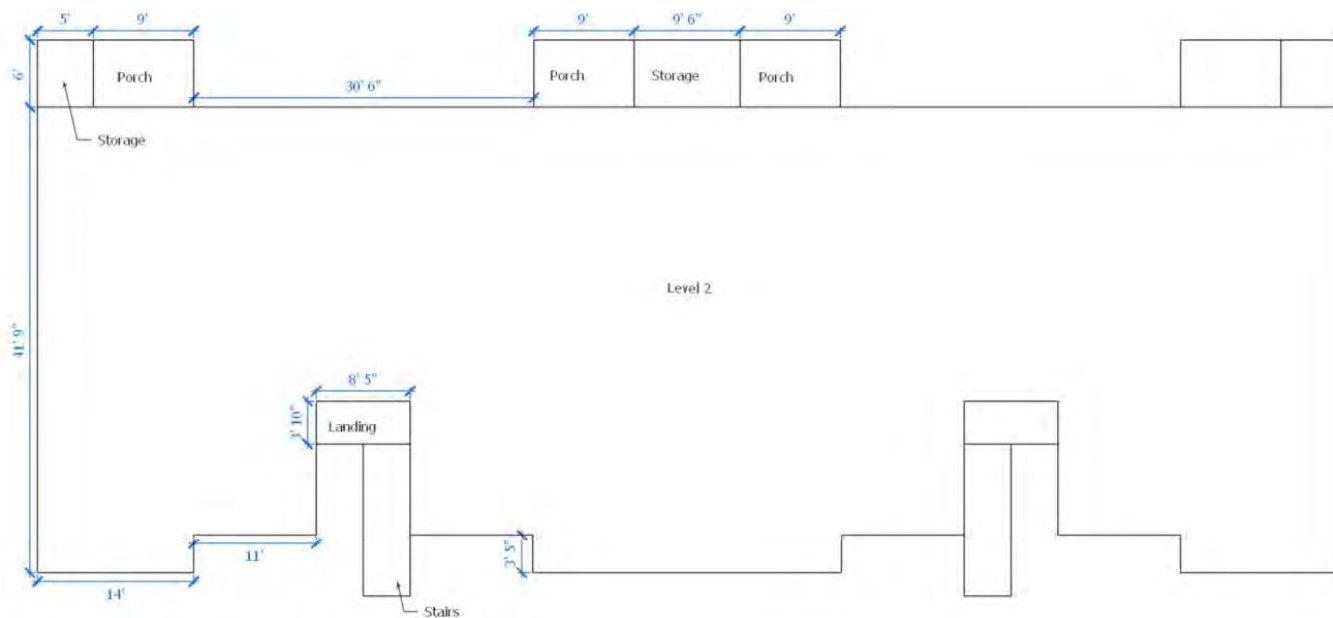 5'
9'
9'
9' 6"
9'
6'
Porch
Porch
Storage
Porch
30' 6"
Storage
Level 2
41' 9"
8' 5"
3' 10"
Landing
11'
3' 5"
14'
Stairs